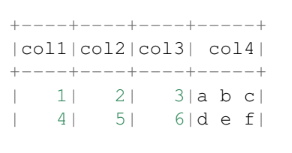 +----+----+----+-----+
|col1|col2|col3| col4|
+----+----+----+-----+
|   1|   2|   3|a b c|
|   4|   5|   6|d e f|